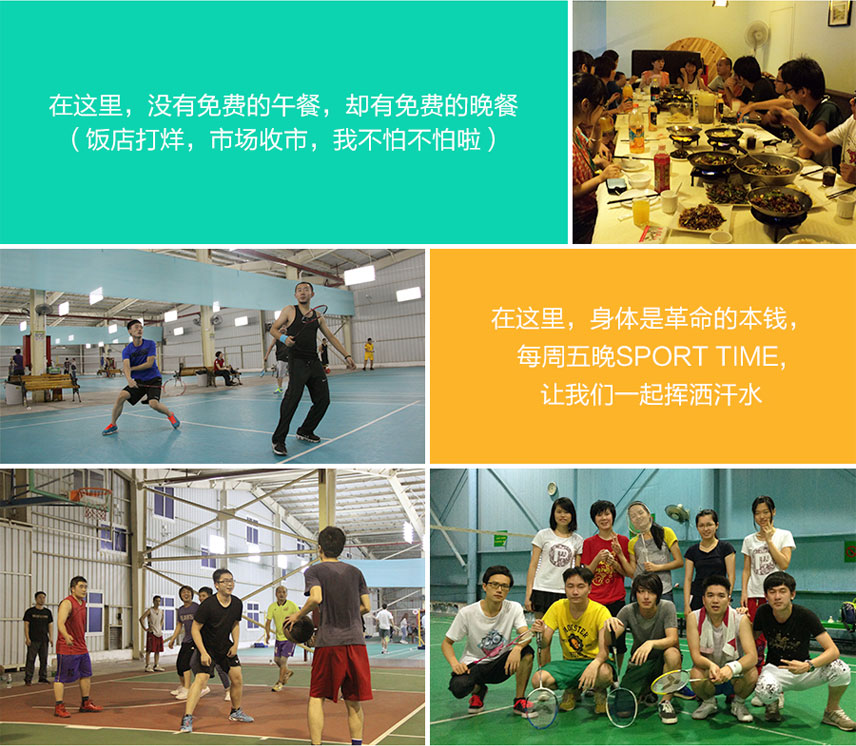 在这里，没有免费的午餐，却有免费的晚餐
（饭店打烊，市场收市，我不怕不怕啦）
在这里，身体是革命的本钱，
每周五晚SPORT TIME,
让我们一起挥洒汗水